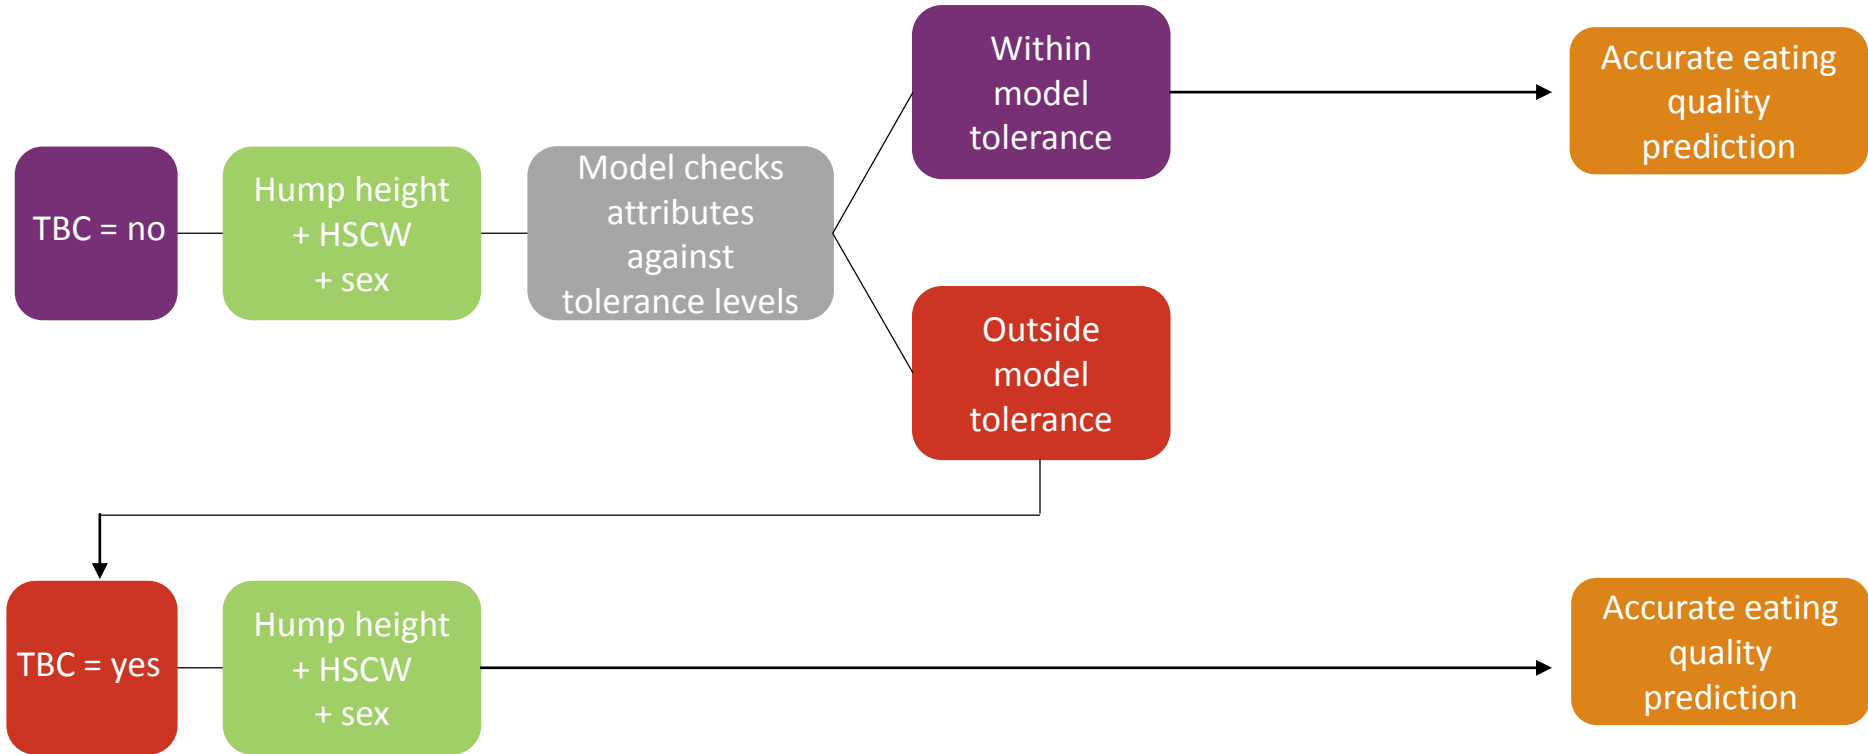 TBC = no
Hump height
+ HSCW
+ sex
Model checks
attributes
against
tolerance levels
Within
model
tolerance
Accurate eating
quality
prediction
Outside
model
tolerance
TBC = yes
Hump height
+ HSCW
+ sex
Accurate eating
quality
prediction